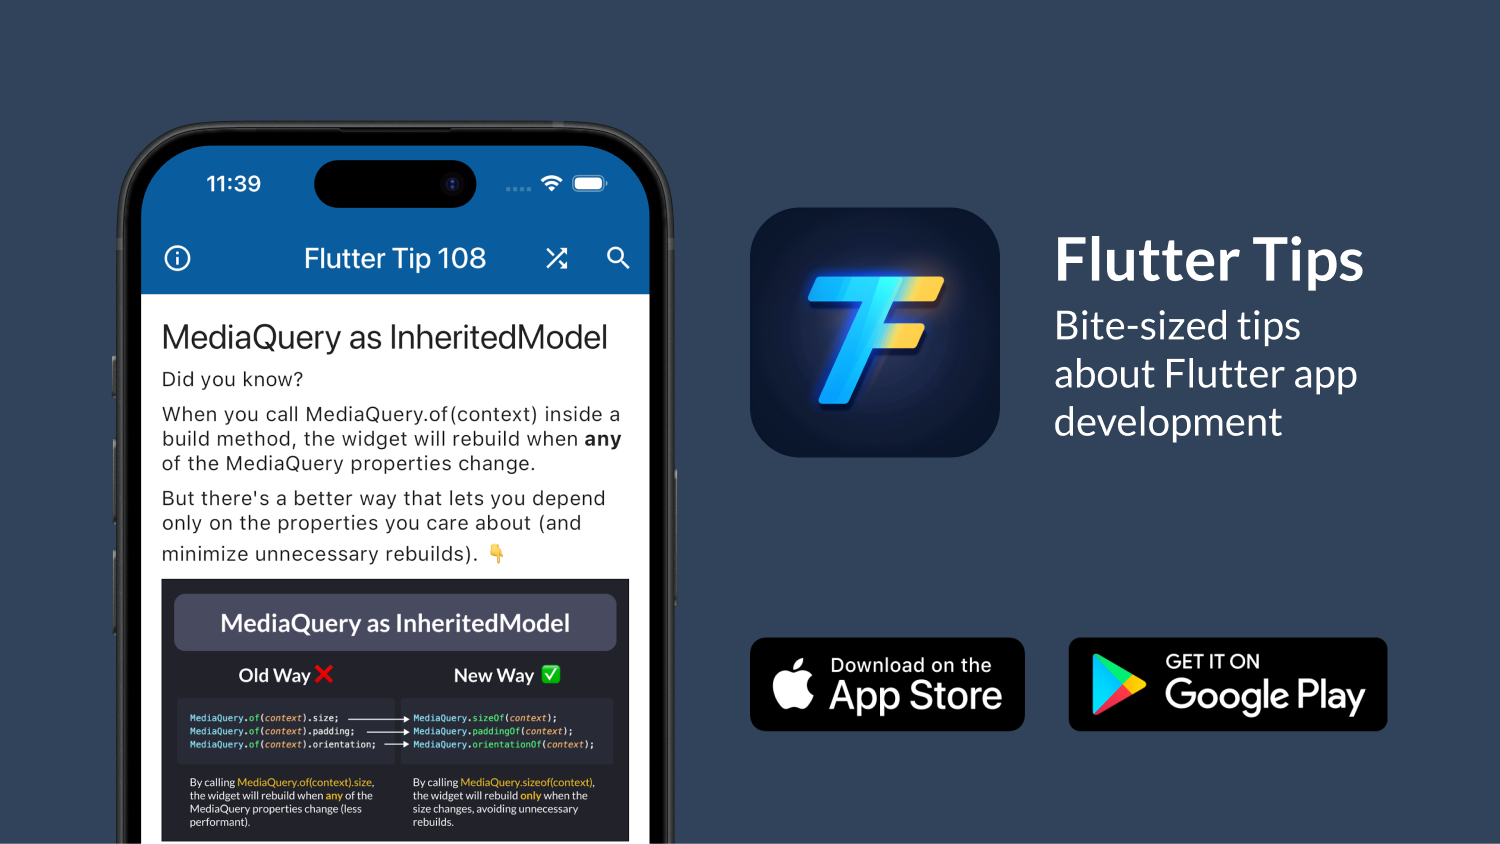 11:39
Flutter Tip 108
MediaQuery as InheritedModel
Did you know?
When you call MediaQuery.of(context) inside a
build method, the widget will rebuild when any
of the MediaQuery properties change.
But there's a better way that lets you depend
only on the properties you care about (and
minimize unnecessary rebuilds). 👇
MediaQuery as InheritedModel
Old Way ❌
New Way ✅
MediaQuery.of(context).size;
MediaQuery.of(context).padding;
MediaQuery.of(context).orientation;
MediaQuery.sizeOf(context);
MediaQuery.paddingOf(context);
MediaQuery.orientationOf(context);
By calling MediaQuery.of(context).size,
the widget will rebuild when any of the
MediaQuery properties change (less
performant).
By calling MediaQuery.sizeof(context),
the widget will rebuild only when the
size changes, avoiding unnecessary
rebuilds.
TF
Flutter Tips
Bite-sized tips
about Flutter app
development
Download on the
App Store
GET IT ON
Google Play